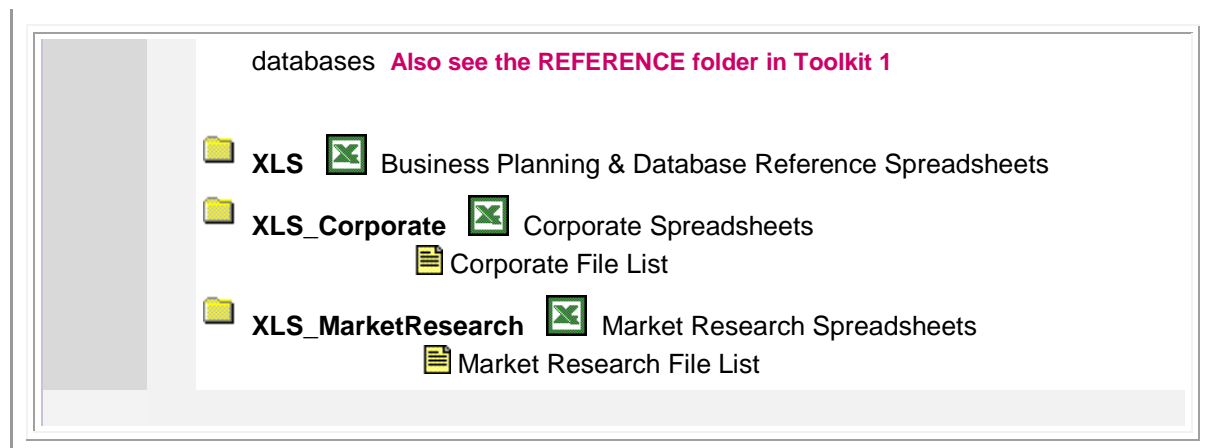 databases Also see the REFERENCE folder in Toolkit 1
XLS Business Planning & Database Reference Spreadsheets
XLS_Corporate Corporate Spreadsheets
Corporate File List
XLS_MarketResearch Market Research Spreadsheets
Market Research File List